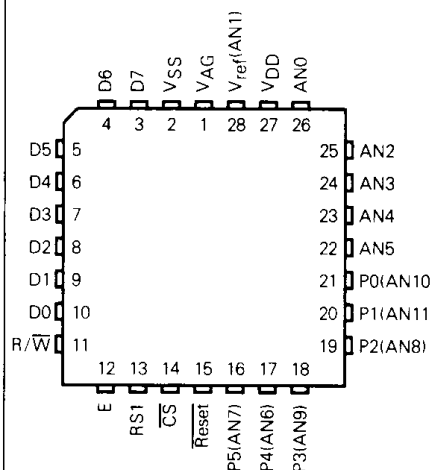 D6 D7 VSS VAG Vref(AN1) VDD AN0
4 3 2 1 28 27 26
D5 5 25 AN2
D4 6 24 AN3
D3 7 23 AN4
D2 8 22 AN5
D1 9 21 P0(AN10
D0 10 20 P1(AN11
R/W̅ 11 19 P2(AN8)
12 13 14 15 16 17 18
E RS1 C̅S̅ R̅e̅s̅e̅t̅ P5(AN7) P4(AN6) P3(AN9)